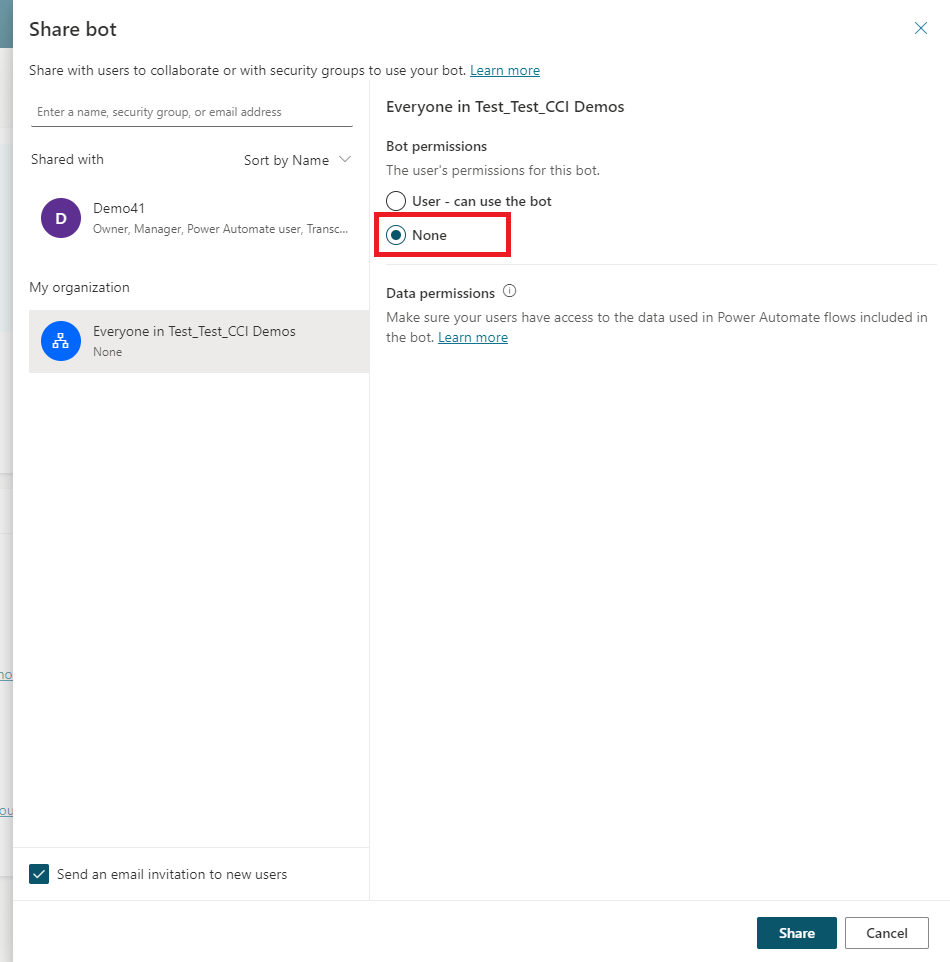 Share bot
Share with users to collaborate or with security groups to use your bot. Learn more
Enter a name, security group, or email address
Shared with
Sort by Name
D
Demo41
Owner, Manager, Power Automate user, Transc...
My organization
Everyone in Test_Test_CCI Demos
None
Everyone in Test_Test_CCI Demos
Bot permissions
The user's permissions for this bot.
User - can use the bot
None
Data permissions
Make sure your users have access to the data used in Power Automate flows included in
the bot. Learn more
Send an email invitation to new users
Share
Cancel